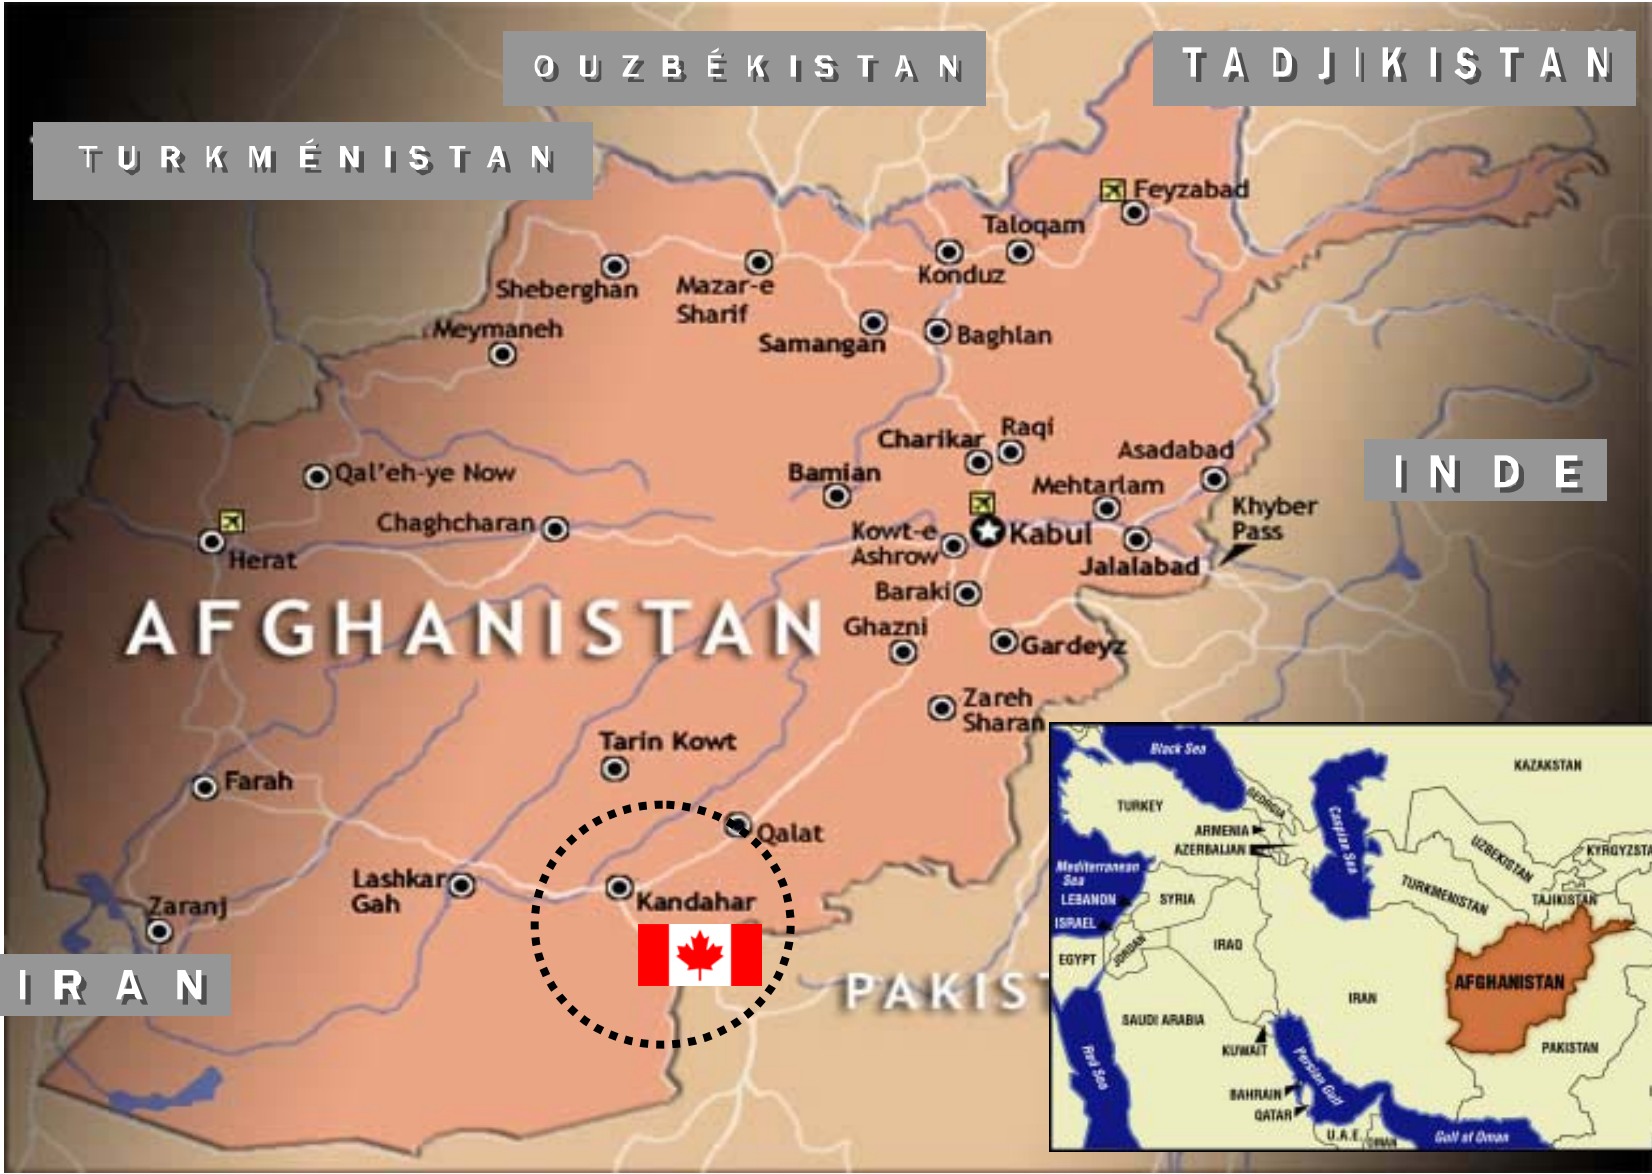 OUZBÉKISTAN
TADJIKISTAN
TURKMÉNISTAN
Feyzabad
Taloqam
Konduz
Sheberghan
Mazar-e
Sharif
Meymaneh
Samangan
Baghlan
Charikar
Raqi
Asadabad
INDE
Qal'eh-ye Now
Bamian
Mehtarlam
Khyber
Pass
Chaghcharan
Kowt-e
Ashrow
Kabul
Herat
Jalalabad
Baraki
AFGHANISTAN
Ghazni
Gardeyz
Zareh
Sharan
Tarin Kowt
Farah
Qalat
Lashkar
Gah
Kandahar
Zaranj
IRAN
PAKIST
Black Sea
KAZAKSTAN
TURKEY
GEORGIA
Caspian Sea
ARMENIA
AZERBAIJAN
UZBEKISTAN
KYRGYZSTA
Mediterranean
Sea
TURKMENISTAN
TAJIKISTAN
LEBANON
SYRIA
ISRAEL
JORDAN
IRAQ
EGYPT
AFGHANISTAN
IRAN
SAUDI ARABIA
KUWAIT
PAKISTAN
Red Sea
Persian Gulf
BAHRAIN
QATAR
U.A.E.
OMAN
Gulf of Oman